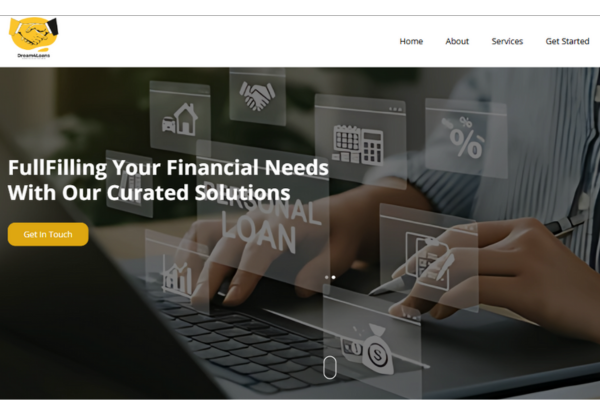 DreamsLoans
Home
About
Services
Get Started
FullFilling Your Financial Needs
With Our Curated Solutions
PERSONAL
LOAN
Get In Touch